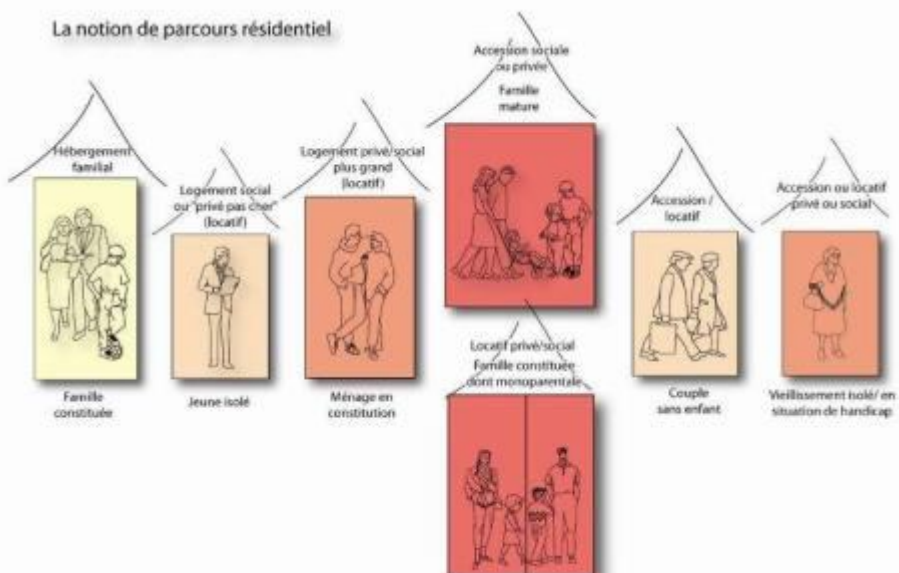 La notion de parcours résidentiel
Hébergement
familial
Famille
constituée
Logement social
ou "privé pas cher"
(locatif)
Jeune isolé
Logement privé/social
plus grand
(locatif)
Ménage en
constitution
Accession sociale
ou privée
Famille
mature
Locatif privé/social
Famille constituée
dont monoparentale
Accession /
locatif
Couple
sans enfant
Accession ou locatif
privé ou social
Vieillissement isolé/ en
situation de handicap